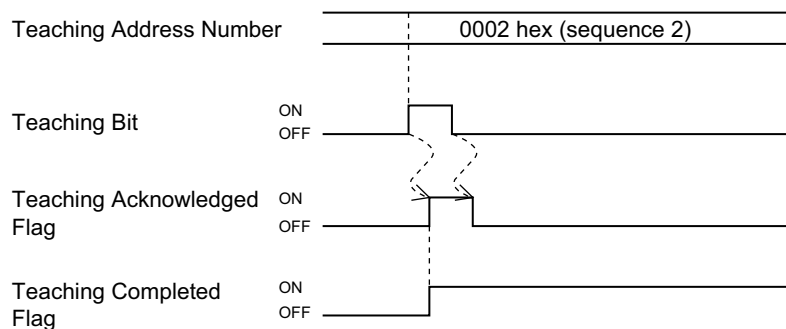 Teaching Address Number
0002 hex (sequence 2)
Teaching Bit
ON
OFF
Teaching Acknowledged
Flag
ON
OFF
Teaching Completed
Flag
ON
OFF